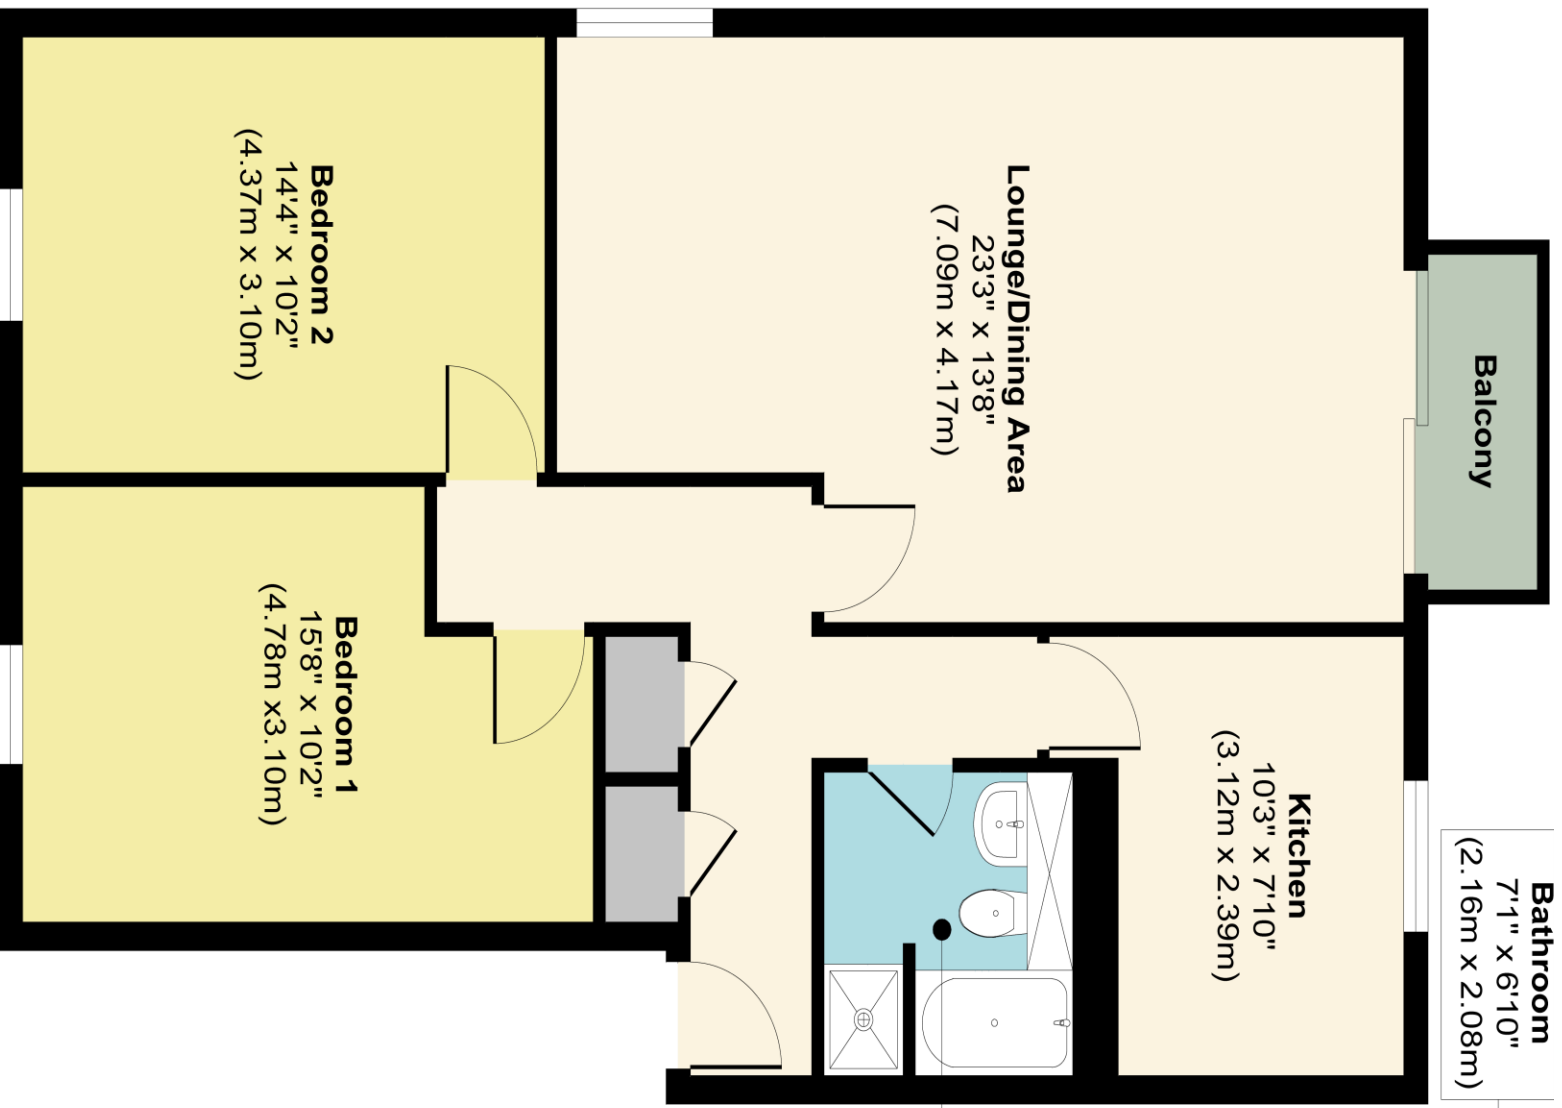 Balcony
Lounge/Dining Area
23'3" x 13'8"
(7.09m x 4.17m)
Bedroom 2
14'4" x 10'2"
(4.37m x 3.10m)
Bathroom
7'1" x 6'10"
(2.16m x 2.08m)
Kitchen
10'3" x 7'10"
(3.12m x 2.39m)
Bedroom 1
15'8" x 10'2"
(4.78m x3.10m)